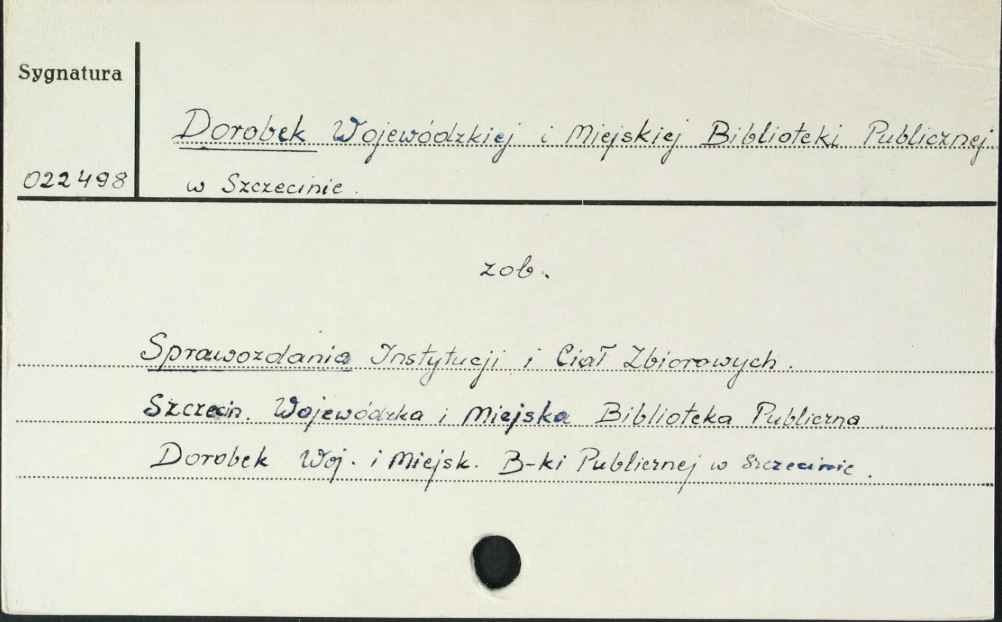 Sygnatura
Dorobek Wojewódzkiej i Miejskiej Biblioteki Publicznej
022498
w Szczecinie.
zob.
Sprawozdania Instytucji i Ciał Zbiorowych.
Szczecin. Wojewódzka i Miejska Biblioteka Publiczna
Dorobek Woj. i Miejsk. B-ki Publicznej w Szczecinie.